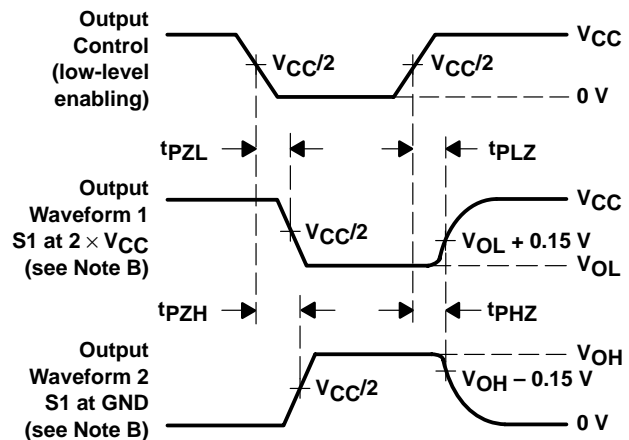 Output
Control
(low-level
enabling)
VCC
VCC/2
VCC/2
0 V
tPZL
tPLZ
Output
Waveform 1
S1 at 2 × VCC
(see Note B)
VCC
VCC/2
VOL + 0.15 V
VOL
tPZH
tPHZ
Output
Waveform 2
S1 at GND
(see Note B)
VOH
VCC/2
VOH – 0.15 V
0 V